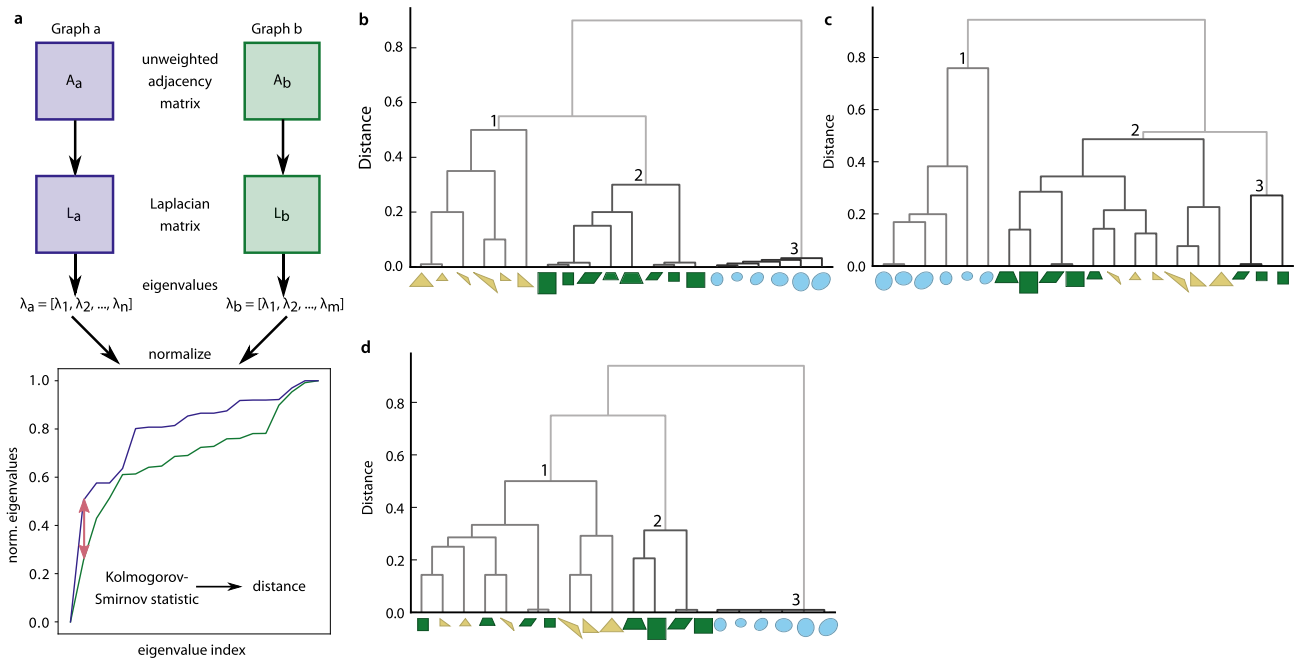 a
Graph a
Graph b
Aa
unweighted
adjacency
matrix
Ab
La
Laplacian
matrix
Lb
eigenvalues
λa = [λ1, λ2, ..., λn]
λb = [λ1, λ2, ..., λm]
normalize
1.0
0.8
0.6
0.4
0.2
0.0
norm. eigenvalues
Kolmogorov-
Smirnov statistic
distance
eigenvalue index
b
0.8
0.6
0.4
0.2
0.0
Distance
1
2
3
c
0.8
0.6
0.4
0.2
0.0
Distance
1
2
3
d
0.8
0.6
0.4
0.2
0.0
Distance
1
2
3